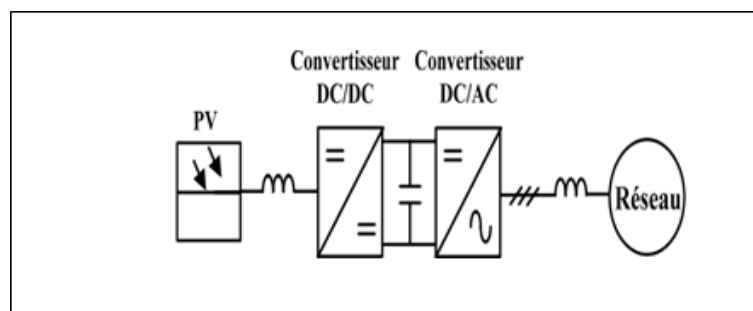 Convertisseur
DC/DC
Convertisseur
DC/AC
PV
Réseau